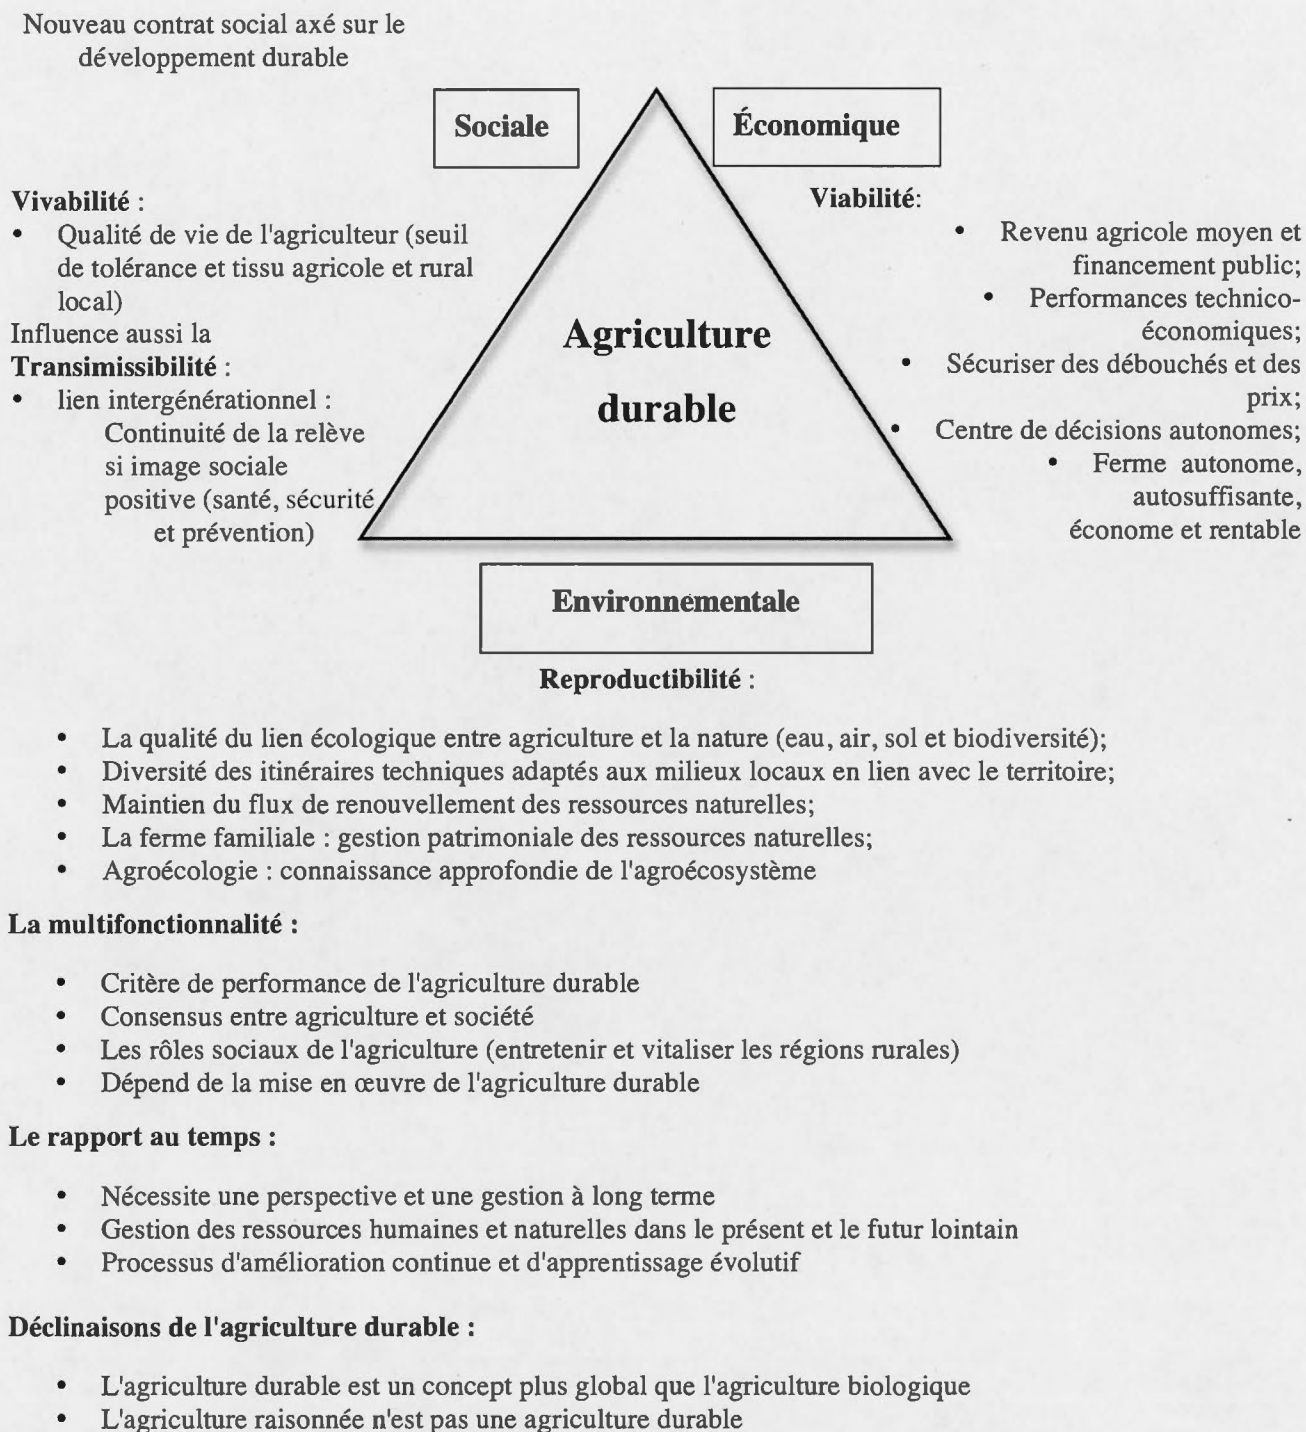 Nouveau contrat social axé sur le
développement durable
Sociale
Économique
Vivabilité :
• Qualité de vie de l'agriculteur (seuil
de tolérance et tissu agricole et rural
local)
Influence aussi la
Transimissibilité :
• lien intergénérationnel :
Continuité de la relève
si image sociale
positive (santé, sécurité
et prévention)
Agriculture
durable
Viabilité:
• Revenu agricole moyen et
financement public;
• Performances technico-
économiques;
• Sécuriser des débouchés et des
prix;
• Centre de décisions autonomes;
• Ferme autonome,
autosuffisante,
économe et rentable
Environnementale
Reproductibilité :
• La qualité du lien écologique entre agriculture et la nature (eau, air, sol et biodiversité);
• Diversité des itinéraires techniques adaptés aux milieux locaux en lien avec le territoire;
• Maintien du flux de renouvellement des ressources naturelles;
• La ferme familiale : gestion patrimoniale des ressources naturelles;
• Agroécologie : connaissance approfondie de l'agroécosystème
La multifonctionnalité :
• Critère de performance de l'agriculture durable
• Consensus entre agriculture et société
• Les rôles sociaux de l'agriculture (entretenir et vitaliser les régions rurales)
• Dépend de la mise en œuvre de l'agriculture durable
Le rapport au temps :
• Nécessite une perspective et une gestion à long terme
• Gestion des ressources humaines et naturelles dans le présent et le futur lointain
• Processus d'amélioration continue et d'apprentissage évolutif
Déclinaisons de l'agriculture durable :
• L'agriculture durable est un concept plus global que l'agriculture biologique
• L'agriculture raisonnée n'est pas une agriculture durable